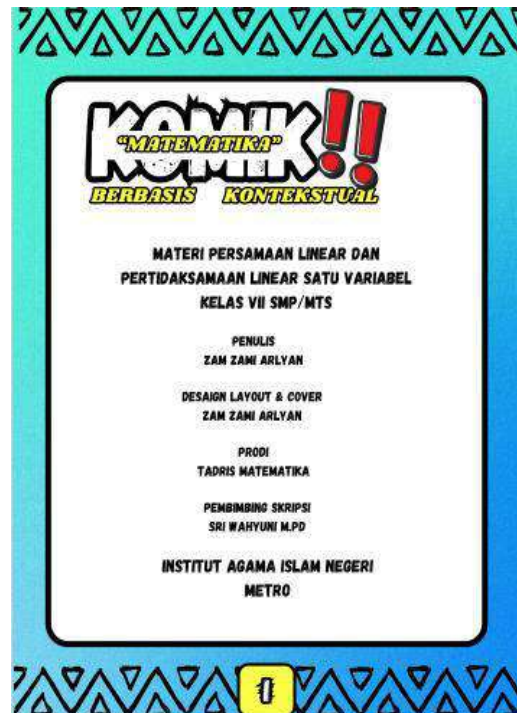 KOMIK!!
"MATEMATIKA"
BERBASIS KONTEKSTUAL
MATERI PERSAMAAN LINEAR DAN
PERTIDAKSAMAAN LINEAR SATU VARIABEL
KELAS VII SMP/MTS
PENULIS
ZAM ZAMI ARLYAN
DESAIGN LAYOUT & COVER
ZAM ZAMI ARLYAN
PRODI
TADRIS MATEMATIKA
PEMBIMBING SKRIPSI
SRI WAHYUNI M.PD
INSTITUT AGAMA ISLAM NEGERI
METRO